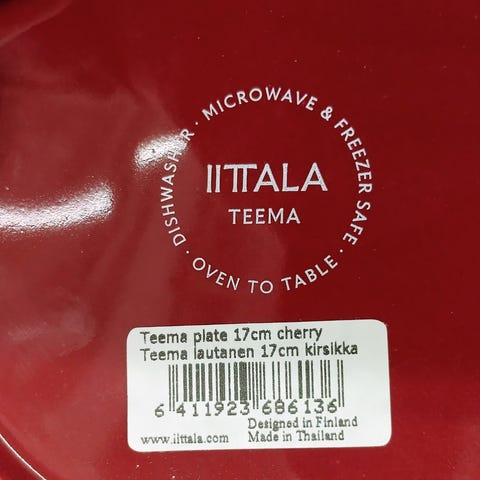 DISHWASHER · MICROWAVE & FREEZER SAFE ·
IITTALA
TEEMA
OVEN TO TABLE ·
Teema plate 17cm cherry
Teema lautanen 17cm kirsikka
6 411923 686136
Designed in Finland
www.iittala.com Made in Thailand